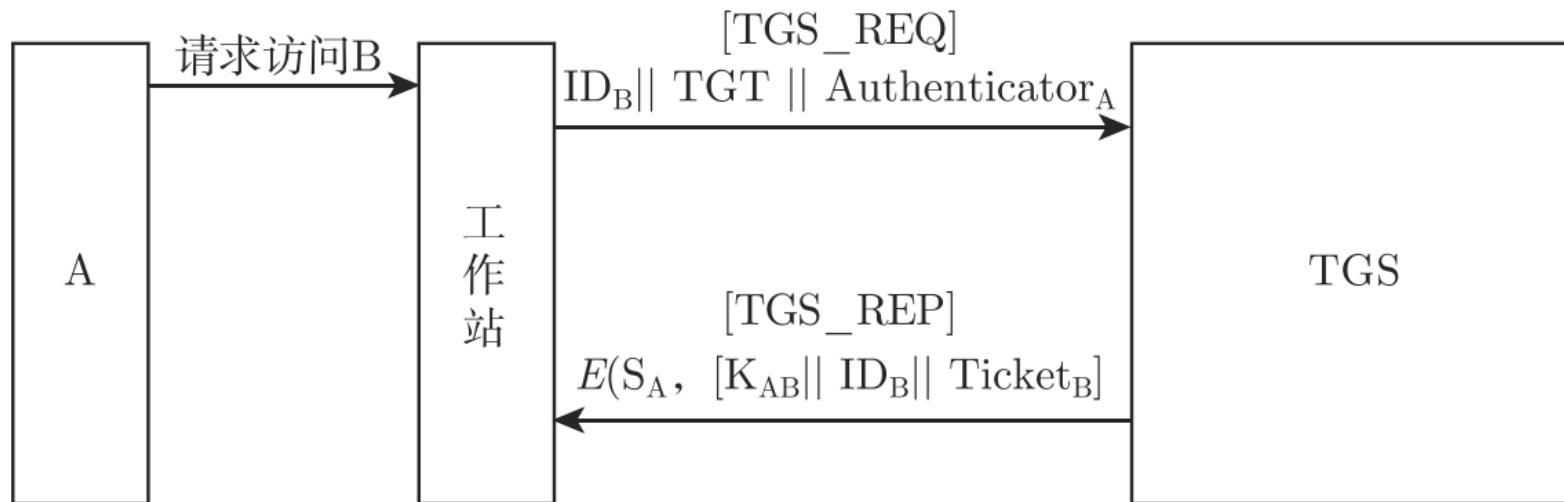 请求访问B
[TGS_REQ]
ID_B|| TGT || Authenticator_A
A
工作站
TGS
[TGS_REP]
E(S_A, [K_AB|| ID_B|| Ticket_B]